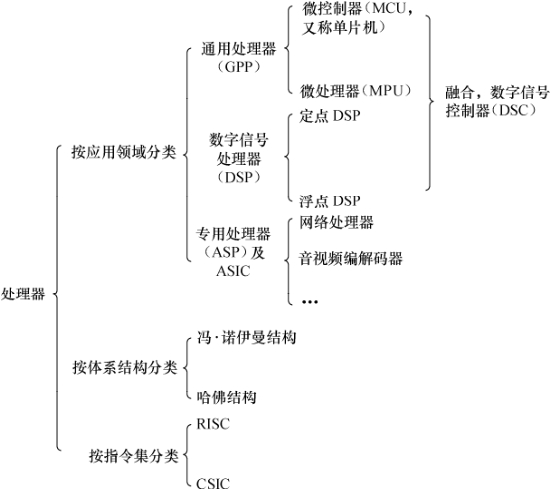 微控制器（MCU，
又称单片机）
通用处理器
（GPP）
微处理器（MPU）
融合，数字信号
控制器（DSC）
定点 DSP
按应用领域分类
数字信号
处理器
（DSP）
浮点 DSP
网络处理器
专用处理器
（ASP）及
ASIC
音视频编解码器
…
处理器
冯·诺伊曼结构
按体系结构分类
哈佛结构
RISC
按指令集分类
CSIC